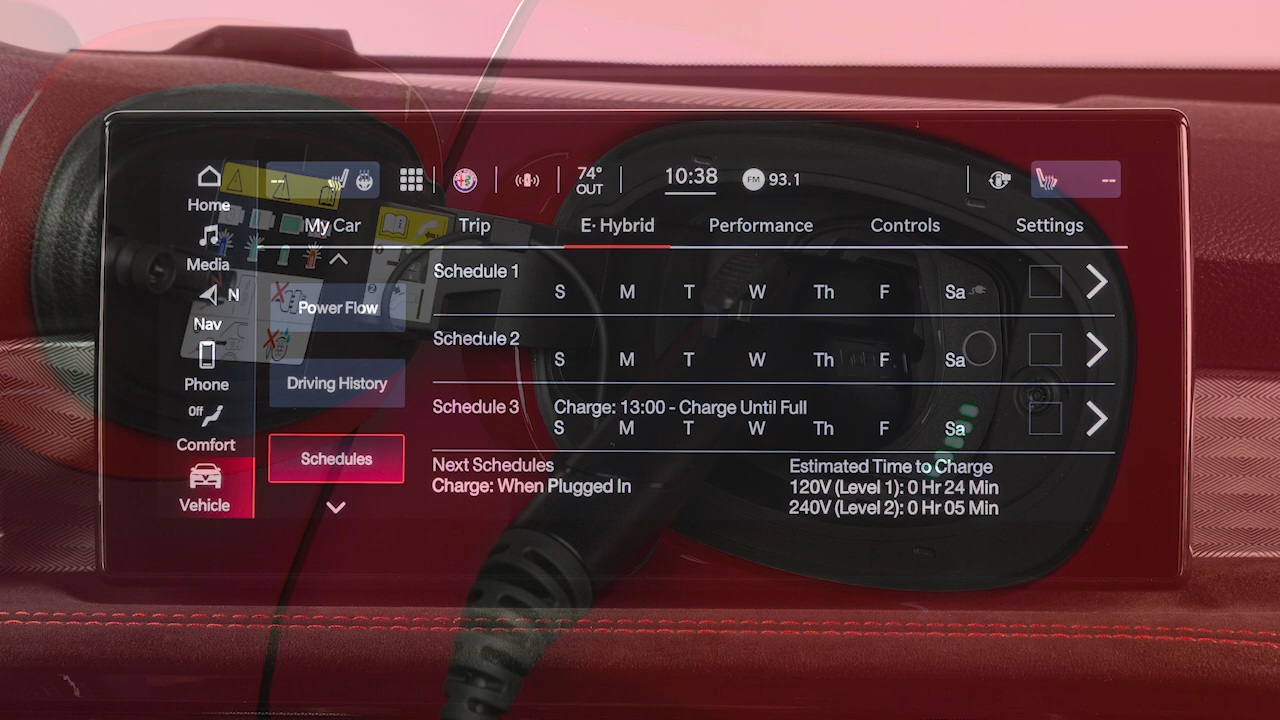 74°
OUT
10:38
FM 93.1
--
--
Home
Media
N
Nav
Phone
Off
Comfort
Vehicle
My Car Trip E·Hybrid Performance Controls Settings
Power Flow
Driving History
Schedules
Schedule 1
S M T W Th F Sa
Schedule 2
S M T W Th F Sa
Schedule 3 Charge: 13:00 - Charge Until Full
S M T W Th F Sa
Next Schedules
Charge: When Plugged In
Estimated Time to Charge
120V (Level 1): 0 Hr 24 Min
240V (Level 2): 0 Hr 05 Min